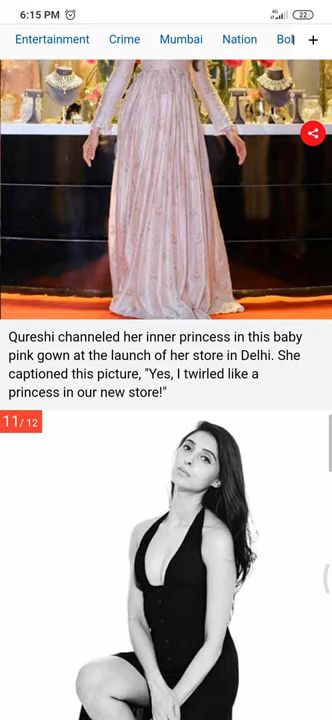 6:15 PM
4G
22
Entertainment Crime Mumbai Nation Bol +
Qureshi channeled her inner princess in this baby
pink gown at the launch of her store in Delhi. She
captioned this picture, "Yes, I twirled like a
princess in our new store!"
11/ 12